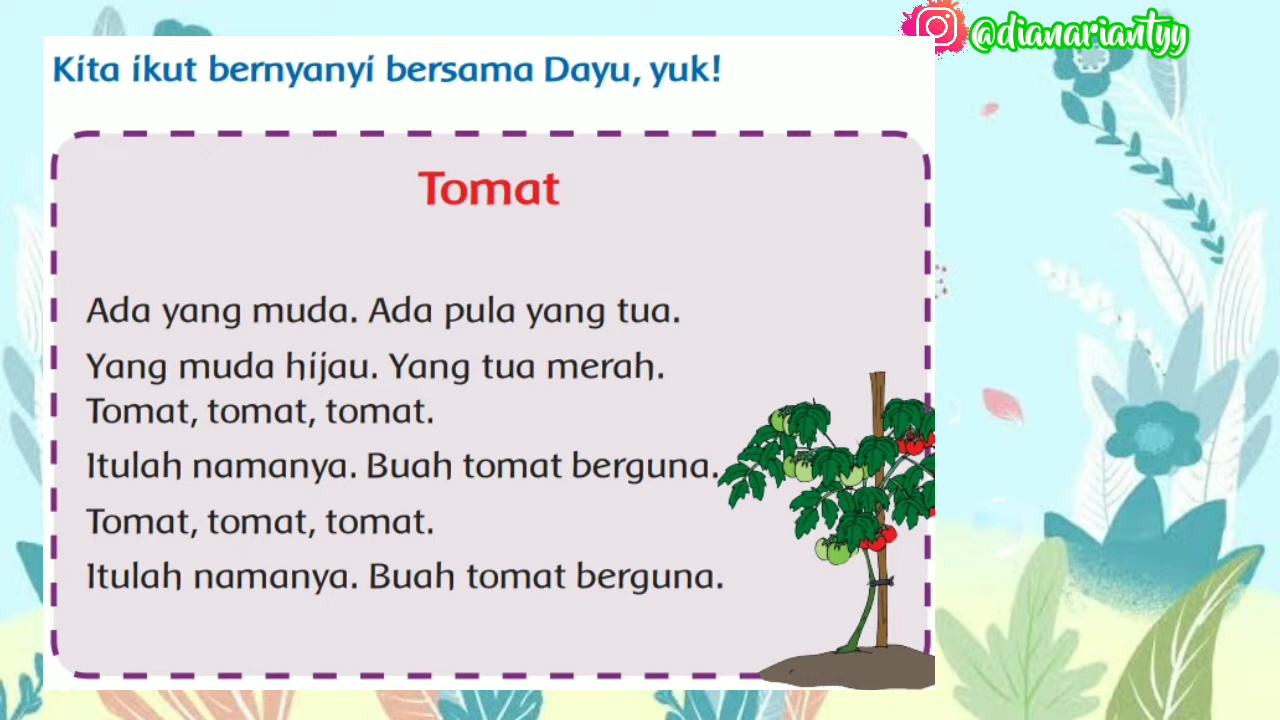 @dianariantyy
Kita ikut bernyanyi bersama Dayu, yuk!
Tomat
Ada yang muda. Ada pula yang tua.
Yang muda hijau. Yang tua merah.
Tomat, tomat, tomat.
Itulah namanya. Buah tomat berguna.
Tomat, tomat, tomat.
Itulah namanya. Buah tomat berguna.